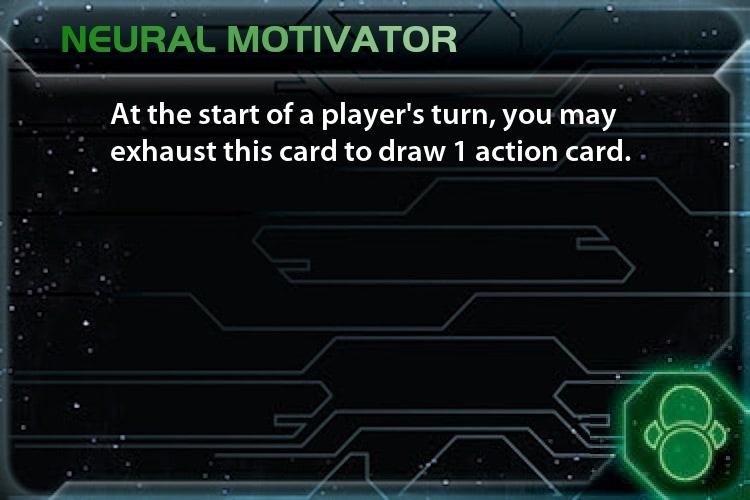 NEURAL MOTIVATOR
At the start of a player's turn, you may
exhaust this card to draw 1 action card.